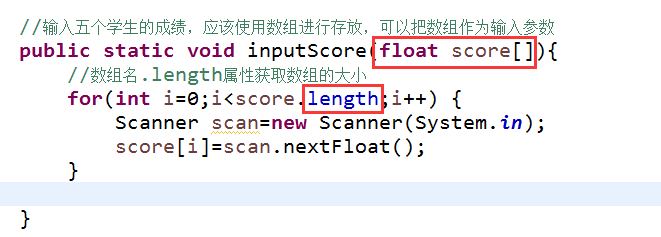 //输入五个学生的成绩，应该使用数组进行存放，可以把数组作为输入参数
public static void inputScore(float score[]){
//数组名.length属性获取数组的大小
for(int i=0;i<score.length;i++) {
Scanner scan=new Scanner(System.in);
score[i]=scan.nextFloat();
}
}